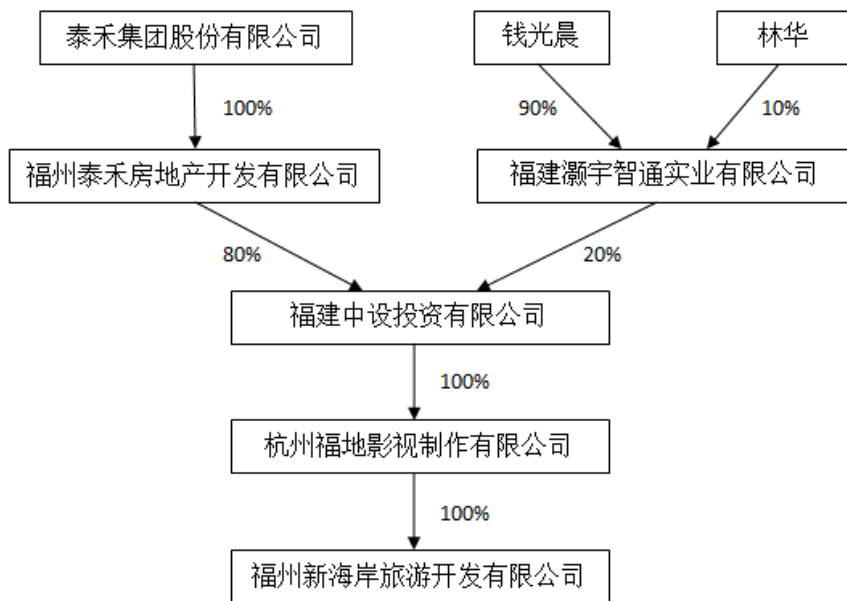 泰禾集团股份有限公司
钱光晨
林华
100%
90%
10%
福州泰禾房地产开发有限公司
福建灏宇智通实业有限公司
80%
20%
福建中设投资有限公司
100%
杭州福地影视制作有限公司
100%
福州新海岸旅游开发有限公司